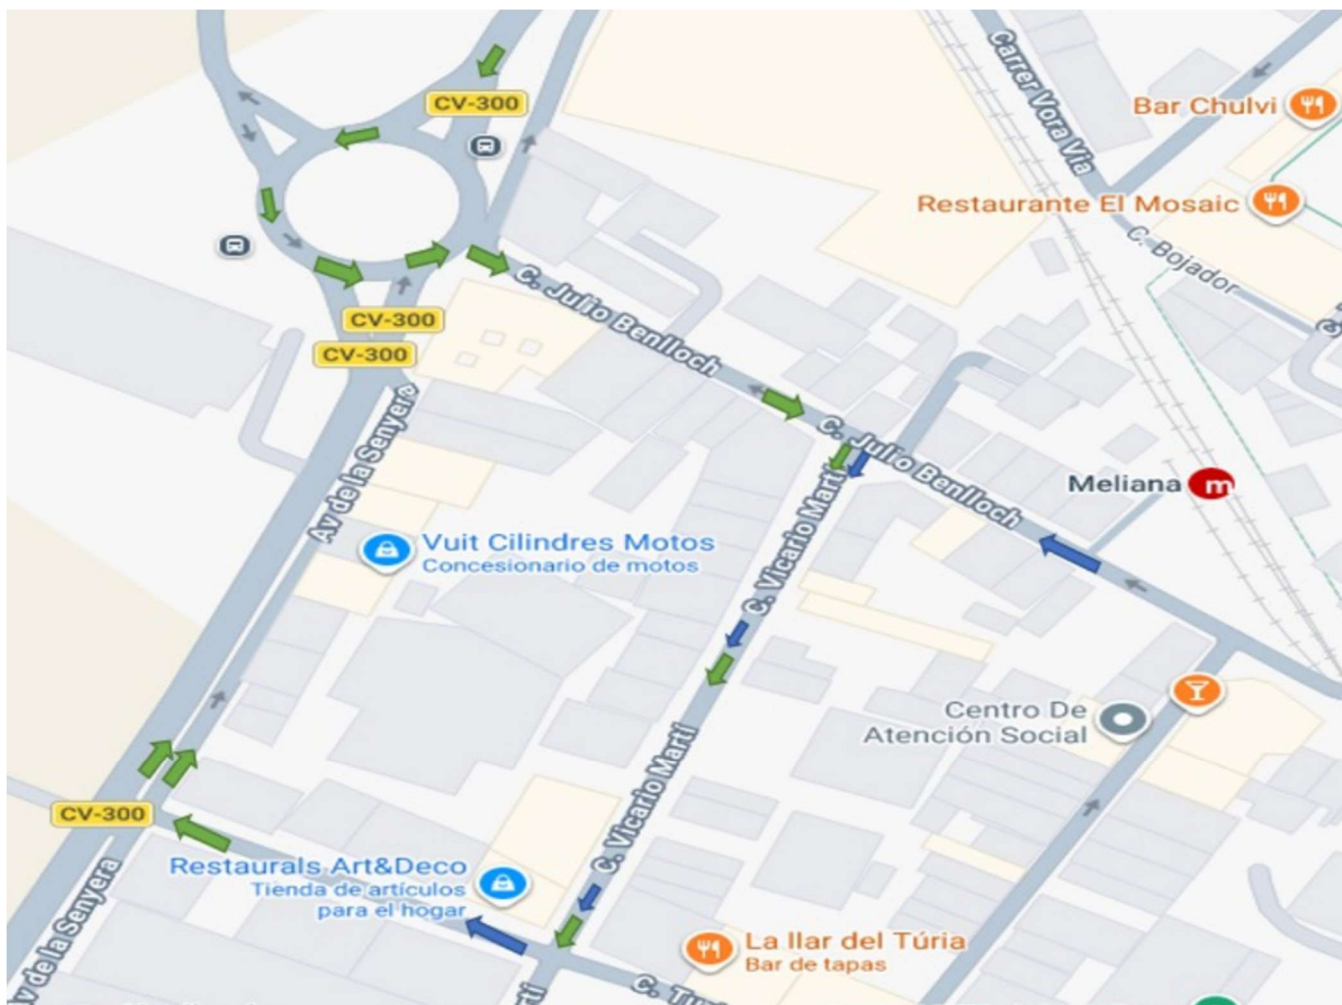 CV-300
Carrer Vora Via
Bar Chulvi
Restaurante El Mosaic
C. Bojador
C. Julio Benlloch
CV-300
CV-300
Av de la Senyera
C. Julio Benlloch
Meliana
m
Vuit Cilindres Motos
Concesionario de motos
C. Vicario Martí
Centro De
Atención Social
C. Vicario Martí
CV-300
Restaurals Art&Deco
Tienda de artículos
para el hogar
Av de la Senyera
La llar del Túria
Bar de tapas